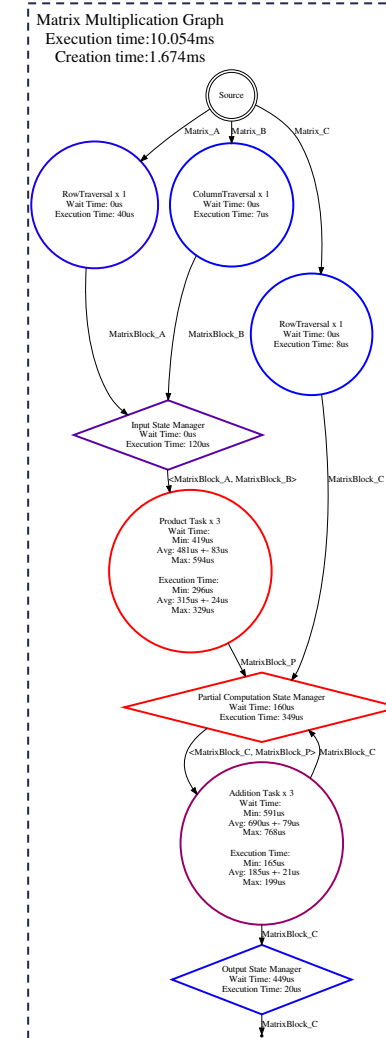 Matrix Multiplication Graph
Execution time:10.054ms
Creation time:1.674ms
Source
Matrix_A
Matrix_B
Matrix_C
RowTraversal x 1
Wait Time: 0us
Execution Time: 40us
ColumnTraversal x 1
Wait Time: 0us
Execution Time: 7us
RowTraversal x 1
Wait Time: 0us
Execution Time: 8us
MatrixBlock_A
MatrixBlock_B
Input State Manager
Wait Time: 0us
Execution Time: 120us
<MatrixBlock_A, MatrixBlock_B>
MatrixBlock_C
Product Task x 3
Wait Time:
Min: 419us
Avg: 481us +- 83us
Max: 594us
Execution Time:
Min: 296us
Avg: 315us +- 24us
Max: 329us
MatrixBlock_P
Partial Computation State Manager
Wait Time: 160us
Execution Time: 349us
<MatrixBlock_C, MatrixBlock_P>
MatrixBlock_C
Addition Task x 3
Wait Time:
Min: 591us
Avg: 690us +- 79us
Max: 768us
Execution Time:
Min: 165us
Avg: 185us +- 21us
Max: 199us
MatrixBlock_C
Output State Manager
Wait Time: 449us
Execution Time: 20us
MatrixBlock_C